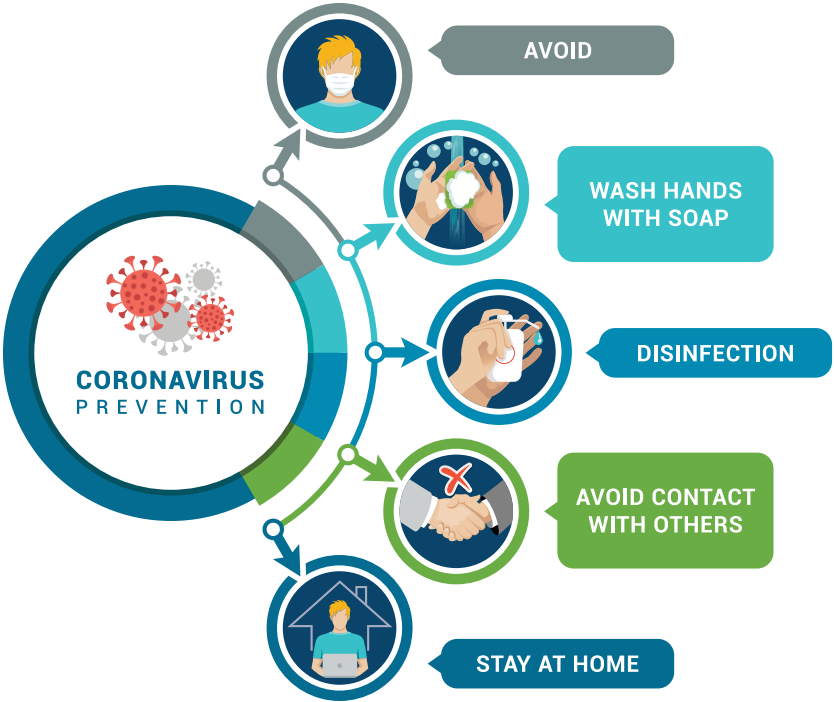 AVOID
WASH HANDS
WITH SOAP
CORONAVIRUS
PREVENTION
DISINFECTION
AVOID CONTACT
WITH OTHERS
STAY AT HOME